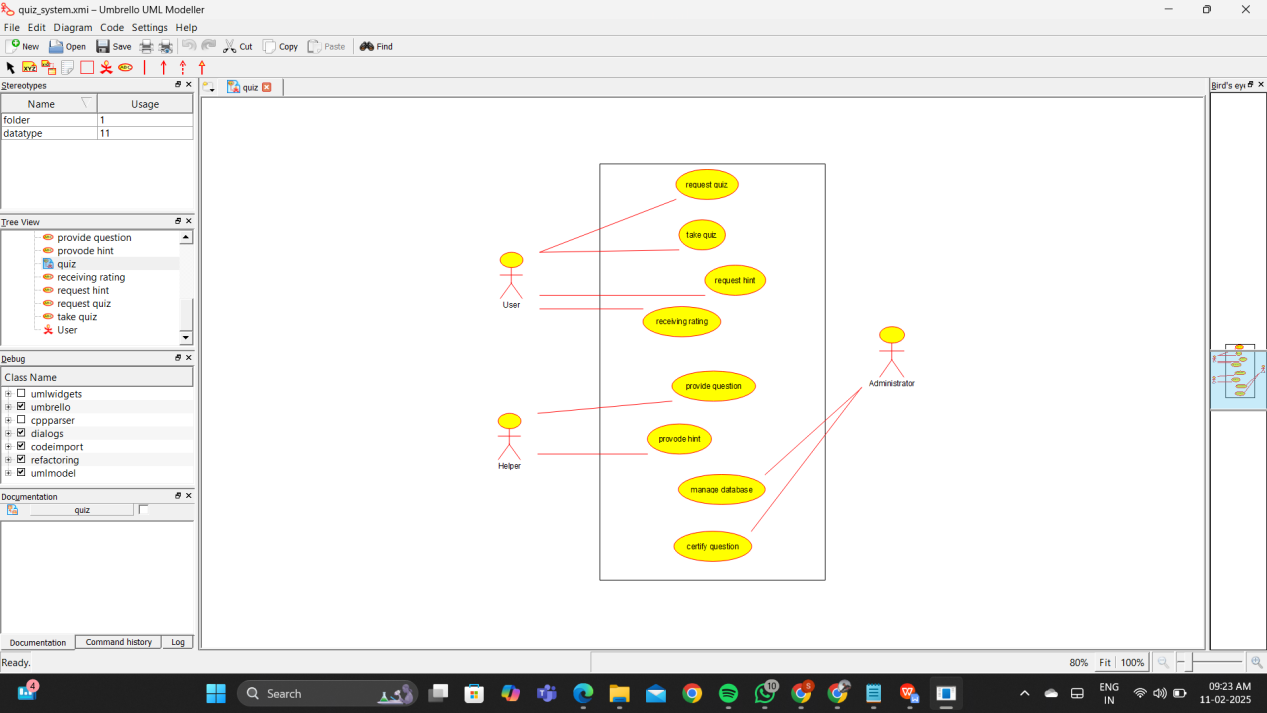 quiz_system.xmi – Umbrello UML Modeller
File Edit Diagram Code Settings Help
New Open Save Cut Copy Paste Find
XYZ
Stereotypes
Name Usage
folder 1
datatype 11
Tree View
provide question
provode hint
quiz
receiving rating
request hint
request quiz
take quiz
User
Debug
Class Name
umlwidgets
umbrello
cppparser
dialogs
codeimport
refactoring
umlmodel
Documentation
quiz
Documentation Command history Log
Ready.
quiz
request quiz
take quiz
request hint
receiving rating
provide question
provode hint
manage database
certify question
User
Helper
Administrator
Bird's eye
80% Fit 100%
4
Search
10
5
ENG
IN
09:23 AM
11-02-2025